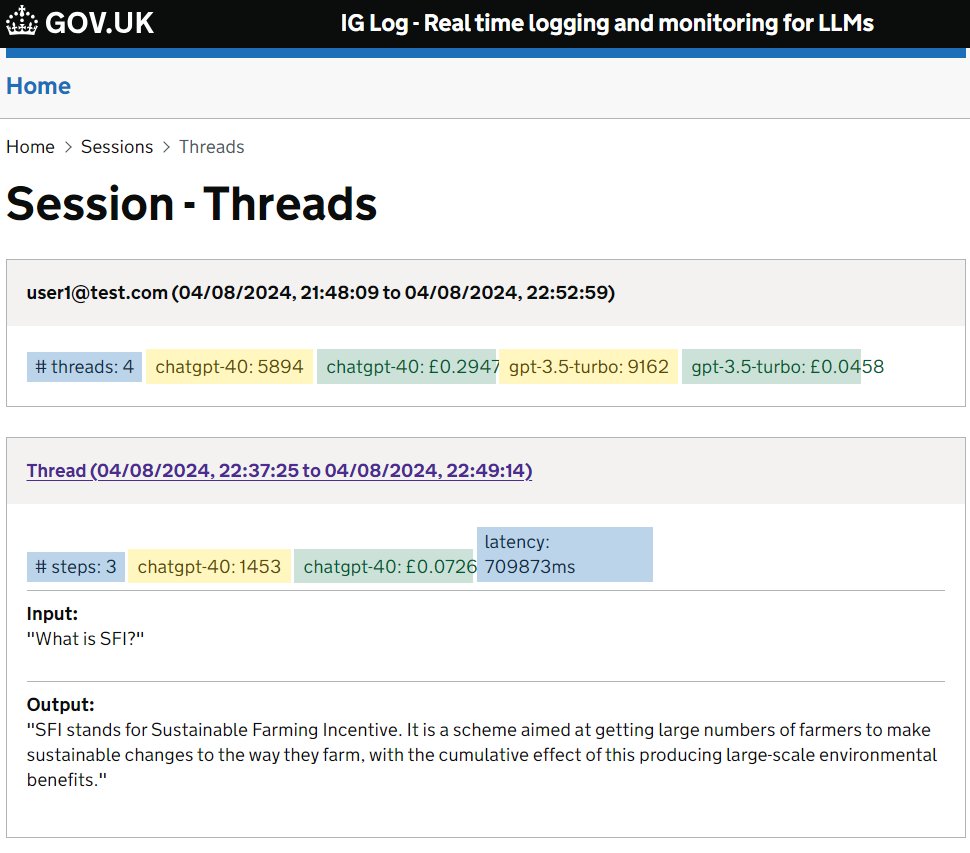 GOV.UK
IG Log - Real time logging and monitoring for LLMs
Home
Home > Sessions > Threads
Session - Threads
user1@test.com (04/08/2024, 21:48:09 to 04/08/2024, 22:52:59)
# threads: 4 chatgpt-40: 5894 chatgpt-40: £0.2947 gpt-3.5-turbo: 9162 gpt-3.5-turbo: £0.0458
Thread (04/08/2024, 22:37:25 to 04/08/2024, 22:49:14)
# steps: 3 chatgpt-40: 1453 chatgpt-40: £0.0726 latency:
709873ms
Input:
"What is SFI?"
Output:
"SFI stands for Sustainable Farming Incentive. It is a scheme aimed at getting large numbers of farmers to make
sustainable changes to the way they farm, with the cumulative effect of this producing large-scale environmental
benefits."